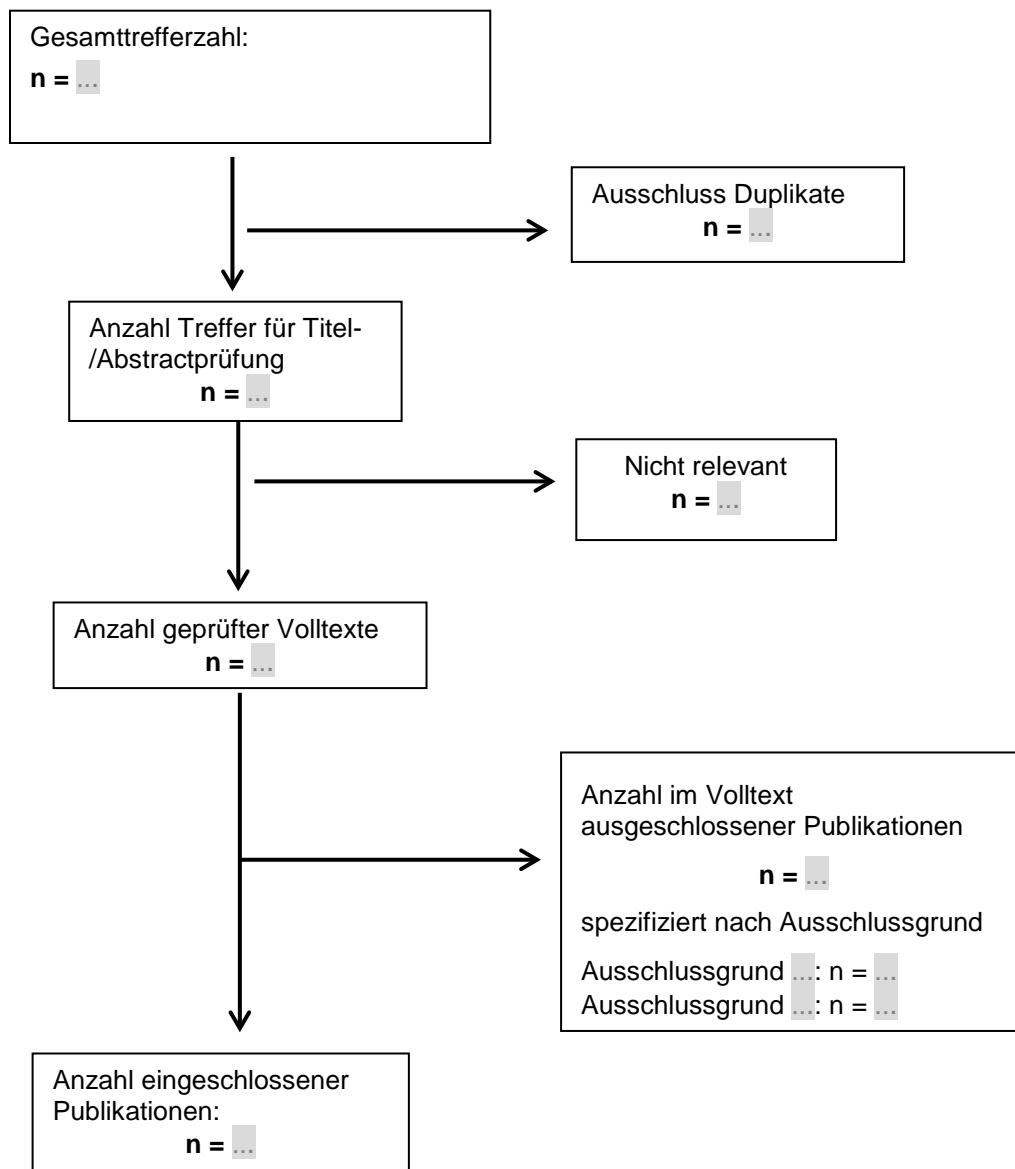 Gesamttrefferzahl:
n = ...
Ausschluss Duplikate
n = ...
Anzahl Treffer für Titel-
/Abstractprüfung
n = ...
Nicht relevant
n = ...
Anzahl geprüfter Volltexte
n = ...
Anzahl im Volltext
ausgeschlossener Publikationen
n = ...
spezifiziert nach Ausschlussgrund
Ausschlussgrund ...: n = ...
Ausschlussgrund ...: n = ...
Anzahl eingeschlossener
Publikationen:
n = ...